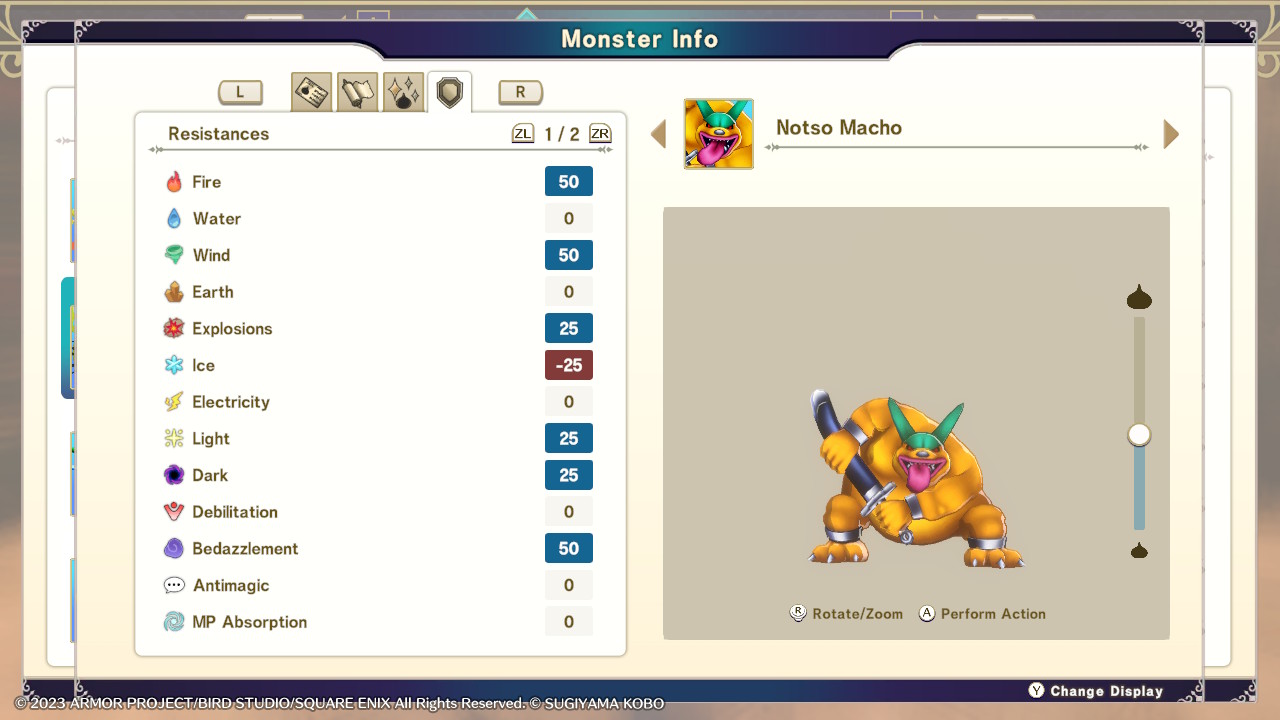 Monster Info
L
R
Resistances
ZL 1 / 2 ZR
Fire 50
Water 0
Wind 50
Earth 0
Explosions 25
Ice -25
Electricity 0
Light 25
Dark 25
Debilitation 0
Bedazzlement 50
Antimagic 0
MP Absorption 0
Notso Macho
R Rotate/Zoom A Perform Action
Y Change Display
© 2023 ARMOR PROJECT/BIRD STUDIO/SQUARE ENIX All Rights Reserved. © SUGIYAMA KOBO